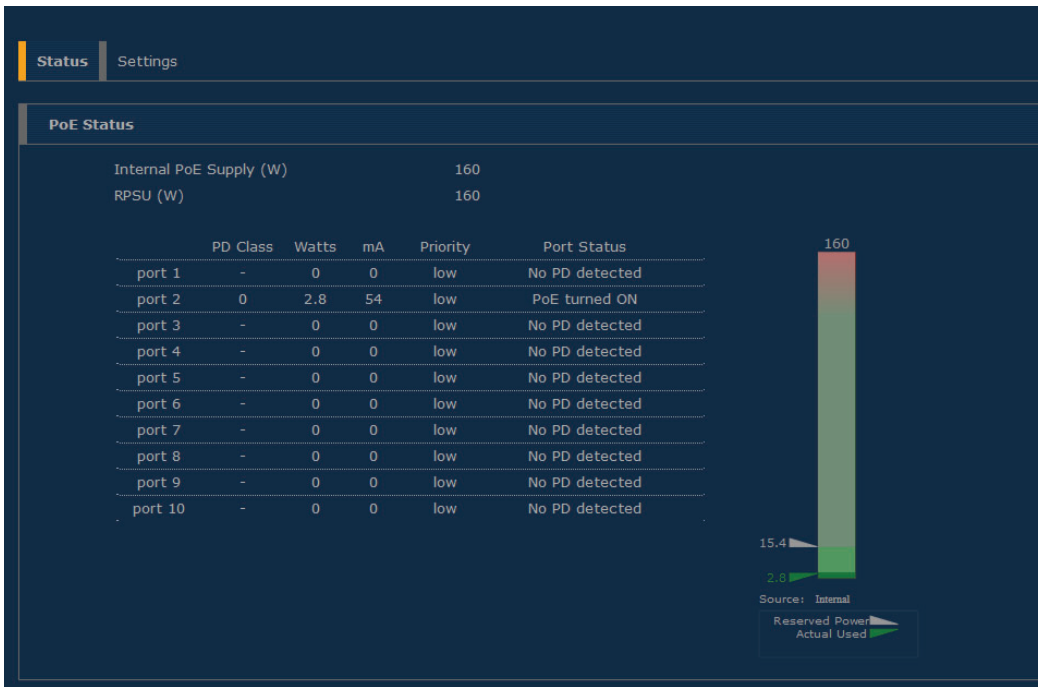 Status Settings
PoE Status
Internal PoE Supply (W) 160
RPSU (W) 160
PD Class Watts mA Priority Port Status
port 1 - 0 0 low No PD detected
port 2 0 2.8 54 low PoE turned ON
port 3 - 0 0 low No PD detected
port 4 - 0 0 low No PD detected
port 5 - 0 0 low No PD detected
port 6 - 0 0 low No PD detected
port 7 - 0 0 low No PD detected
port 8 - 0 0 low No PD detected
port 9 - 0 0 low No PD detected
port 10 - 0 0 low No PD detected
160
15.4
2.8
Source: Internal
Reserved Power
Actual Used